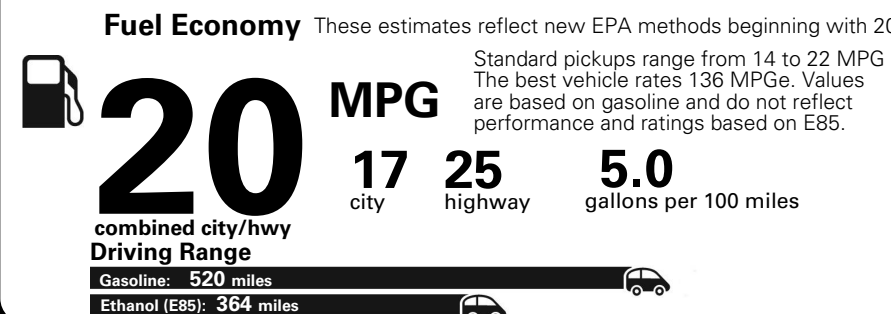 Fuel Economy These estimates reflect new EPA methods beginning with
Standard pickups range from 14 to 22 MPG
The best vehicle rates 136 MPGe. Values
are based on gasoline and do not reflect
performance and ratings based on E85.
20 MPG
combined city/hwy
17 city
25 highway
5.0 gallons per 100 miles
Driving Range
Gasoline: 520 miles
Ethanol (E85): 364 miles